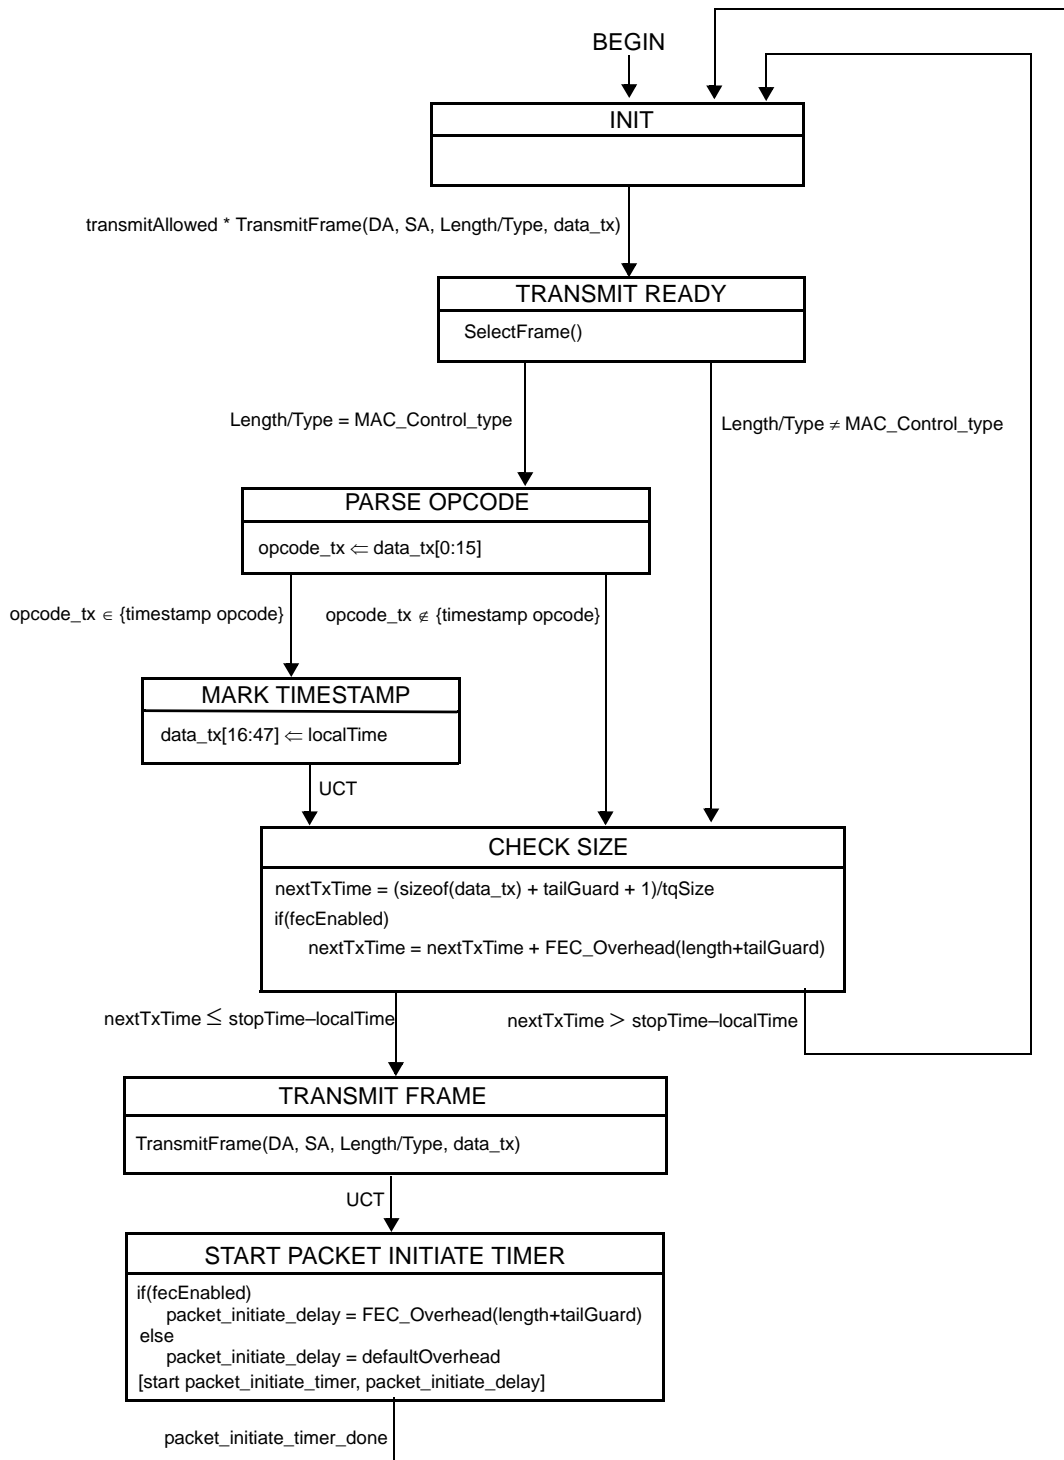 BEGIN
INIT
transmitAllowed * TransmitFrame(DA, SA, Length/Type, data_tx)
TRANSMIT READY
SelectFrame()
Length/Type = MAC_Control_type
Length/Type ≠ MAC_Control_type
PARSE OPCODE
opcode_tx ⇐ data_tx[0:15]
opcode_tx ∈ {timestamp opcode}
opcode_tx ∉ {timestamp opcode}
MARK TIMESTAMP
data_tx[16:47] ⇐ localTime
UCT
CHECK SIZE
nextTxTime = (sizeof(data_tx) + tailGuard + 1)/tqSize
if(fecEnabled)
nextTxTime = nextTxTime + FEC_Overhead(length+tailGuard)
nextTxTime ≤ stopTime–localTime
nextTxTime > stopTime–localTime
TRANSMIT FRAME
TransmitFrame(DA, SA, Length/Type, data_tx)
UCT
START PACKET INITIATE TIMER
if(fecEnabled)
packet_initiate_delay = FEC_Overhead(length+tailGuard)
else
packet_initiate_delay = defaultOverhead
[start packet_initiate_timer, packet_initiate_delay]
packet_initiate_timer_done